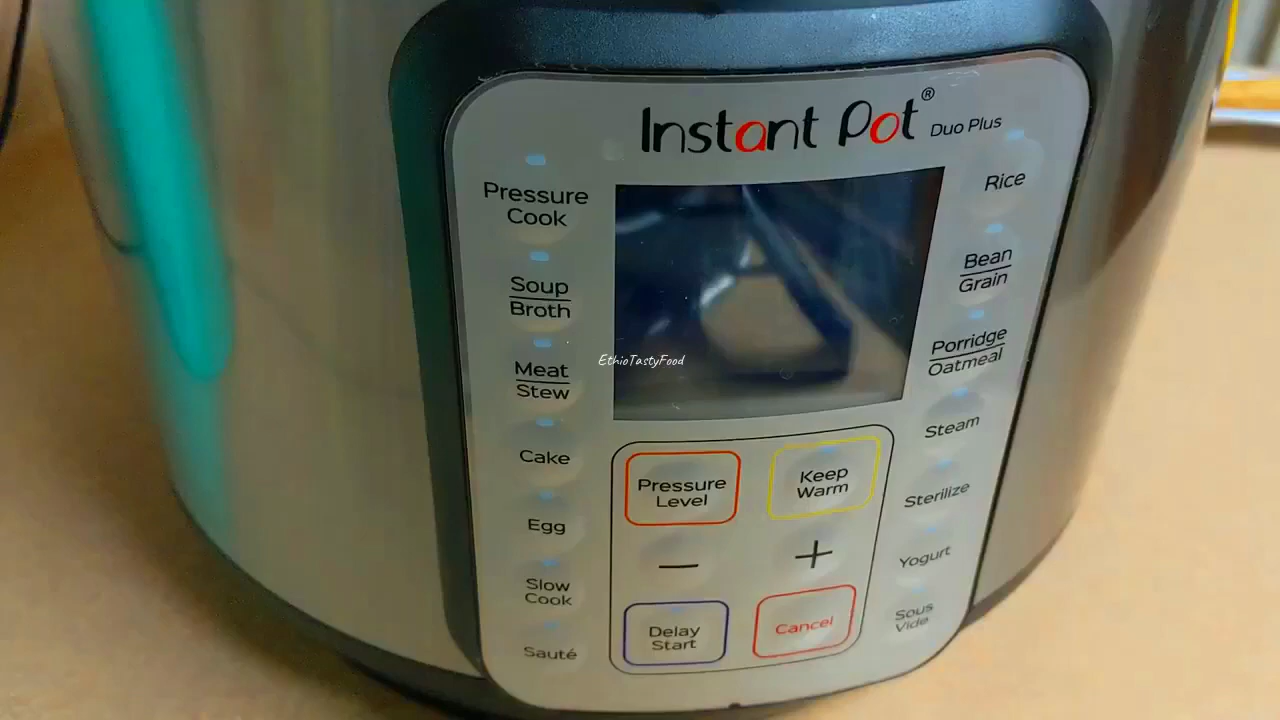 Instant Pot® Duo Plus
Pressure
Cook
Soup
Broth
Meat
Stew
Cake
Egg
Slow
Cook
Sauté
EthioTastyFood
Pressure
Level
Keep
Warm
− +
Delay
Start
Cancel
Rice
Bean
Grain
Porridge
Oatmeal
Steam
Sterilize
Yogurt
Sous
Vide